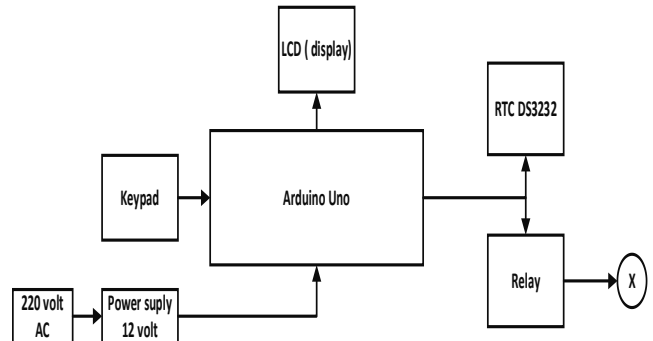 LCD ( display)
RTC DS3232
Keypad
Arduino Uno
220 volt
AC
Power suply
12 volt
Relay
X